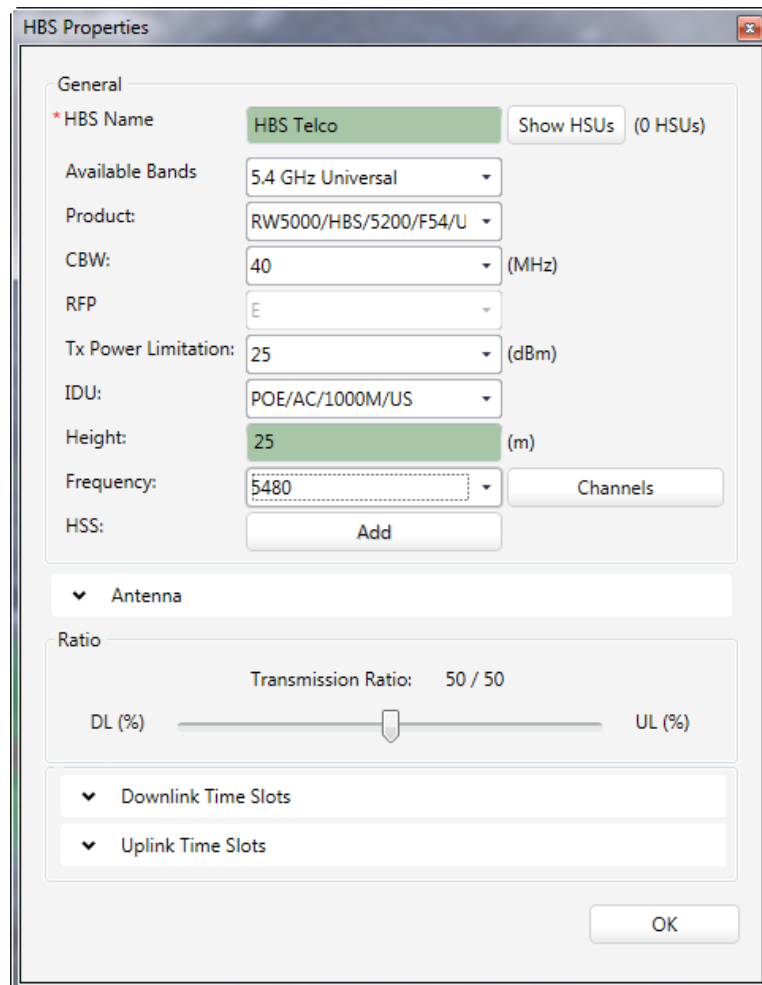 HBS Properties
General
* HBS Name HBS Telco Show HSUs (0 HSUs)
Available Bands 5.4 GHz Universal
Product: RW5000/HBS/5200/F54/U
CBW: 40 (MHz)
RFP E
Tx Power Limitation: 25 (dBm)
IDU: POE/AC/1000M/US
Height: 25 (m)
Frequency: 5480 Channels
HSS: Add
Antenna
Ratio
Transmission Ratio: 50 / 50
DL (%) UL (%)
Downlink Time Slots
Uplink Time Slots
OK